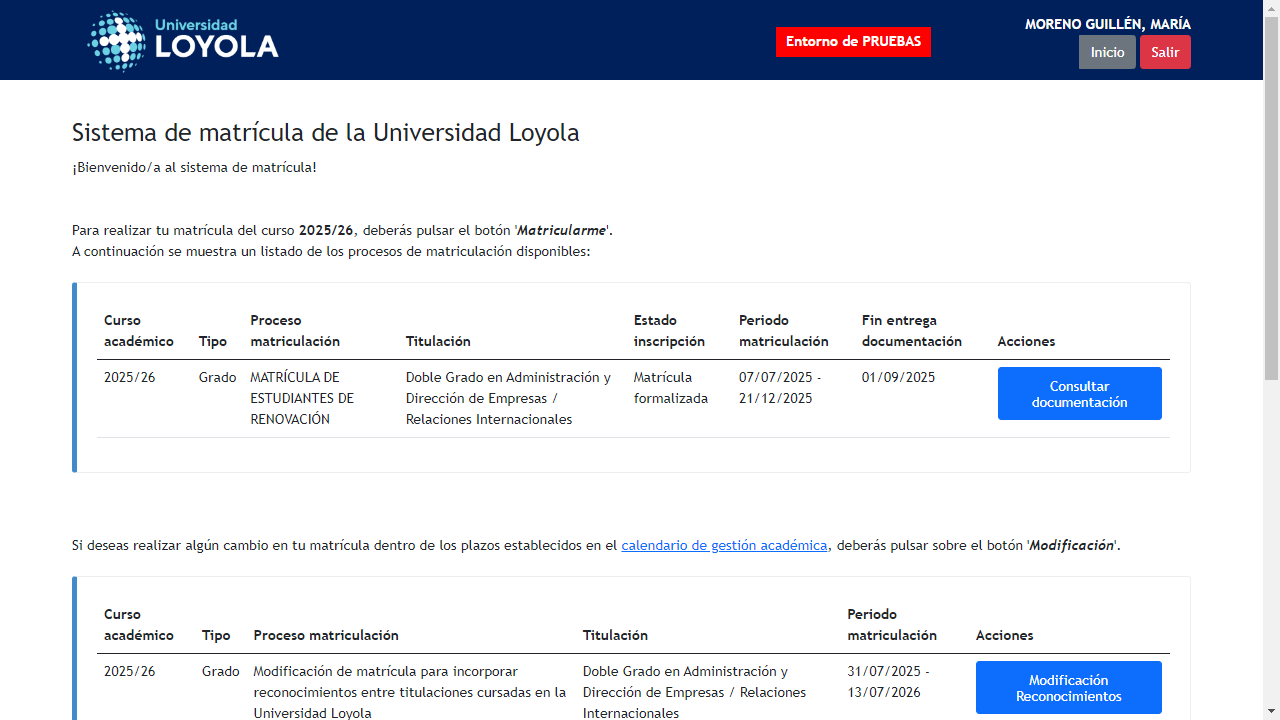 Universidad
LOYOLA
Entorno de PRUEBAS
MORENO GUILLÉN, MARÍA
Inicio
Salir
Sistema de matrícula de la Universidad Loyola
¡Bienvenido/a al sistema de matrícula!
Para realizar tu matrícula del curso 2025/26, deberás pulsar el botón 'Matricularme'.
A continuación se muestra un listado de los procesos de matriculación disponibles:
Curso académico
Tipo
Proceso matriculación
Titulación
Estado inscripción
Periodo matriculación
Fin entrega documentación
Acciones
2025/26
Grado
MATRÍCULA DE
ESTUDIANTES DE
RENOVACIÓN
Doble Grado en Administración y
Dirección de Empresas /
Relaciones Internacionales
Matrícula
formalizada
07/07/2025 -
21/12/2025
01/09/2025
Consultar
documentación
Si deseas realizar algún cambio en tu matrícula dentro de los plazos establecidos en el calendario de gestión académica, deberás pulsar sobre el botón 'Modificación'.
Curso académico
Tipo
Proceso matriculación
Titulación
Periodo matriculación
Acciones
2025/26
Grado
Modificación de matrícula para incorporar
reconocimientos entre titulaciones cursadas en la
Universidad Loyola
Doble Grado en Administración y
Dirección de Empresas / Relaciones
Internacionales
31/07/2025 -
13/07/2026
Modificación
Reconocimientos